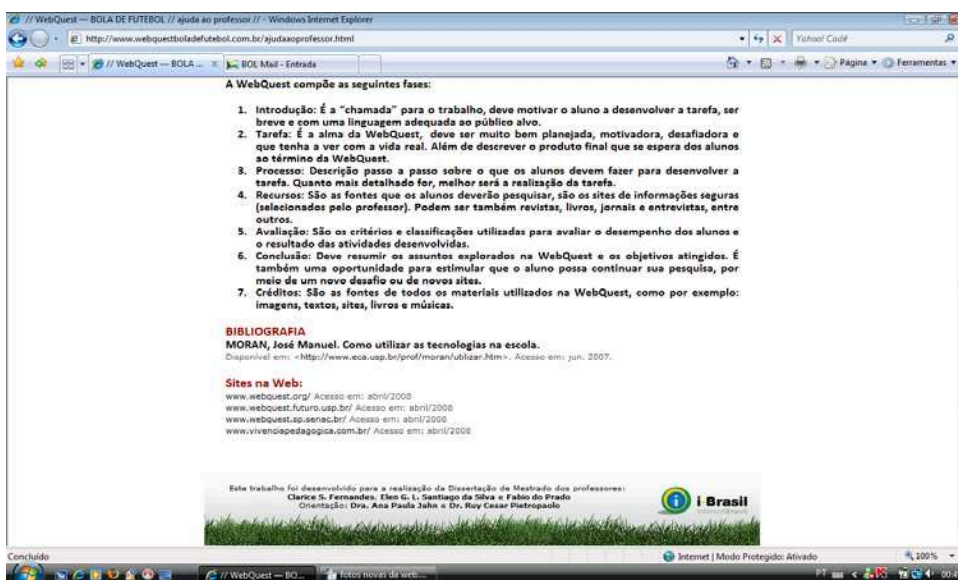 // WebQuest — BOLA DE FUTEBOL // ajuda ao professor // - Windows Internet Explorer
http://www.webquestboladefutebol.com.br/ajudaaoprofessor.html
Yahoo! Cadê
// WebQuest — BOLA ...
BOL Mail - Entrada
Página
Ferramentas
A WebQuest compõe as seguintes fases:
1. Introdução: É a “chamada” para o trabalho, deve motivar o aluno a desenvolver a tarefa, ser
breve e com uma linguagem adequada ao público alvo.
2. Tarefa: É a alma da WebQuest, deve ser muito bem planejada, motivadora, desafiadora e
que tenha a ver com a vida real. Além de descrever o produto final que se espera dos alunos
ao término da WebQuest.
3. Processo: Descrição passo a passo sobre o que os alunos devem fazer para desenvolver a
tarefa. Quanto mais detalhado for, melhor será a realização da tarefa.
4. Recursos: São as fontes que os alunos deverão pesquisar, são os sites de informações seguras
(selecionados pelo professor). Podem ser também revistas, livros, jornais e entrevistas, entre
outros.
5. Avaliação: São os critérios e classificações utilizadas para avaliar o desempenho dos alunos e
o resultado das atividades desenvolvidas.
6. Conclusão: Deve resumir os assuntos explorados na WebQuest e os objetivos atingidos. É
também uma oportunidade para estimular que o aluno possa continuar sua pesquisa, por
meio de um novo desafio ou de novos sites.
7. Créditos: São as fontes de todos os materiais utilizados na WebQuest, como por exemplo:
imagens, textos, sites, livros e músicas.
BIBLIOGRAFIA
MORAN, José Manuel. Como utilizar as tecnologias na escola.
Disponível em: <http://www.eca.usp.br/prof/moran/utilizar.htm>. Acesso em: jun. 2007.
Sites na Web:
www.webquest.org/ Acesso em: abril/2008
www.webquest.futuro.usp.br/ Acesso em: abril/2008
www.webquest.sp.senac.br/ Acesso em: abril/2008
www.vivenciapedagogica.com.br/ Acesso em: abril/2008
Este trabalho foi desenvolvido para a realização da Dissertação de Mestrado dos professores:
Clarice S. Fernandes, Elen G. L. Santiago da Silva e Fabio do Prado
Orientação: Dra. Ana Paula Jahn e Dr. Ruy Cesar Pietropaolo
i-Brasil
Concluído
Internet | Modo Protegido: Ativado
100%
// WebQuest — BO...
fotos novas da web....
PT